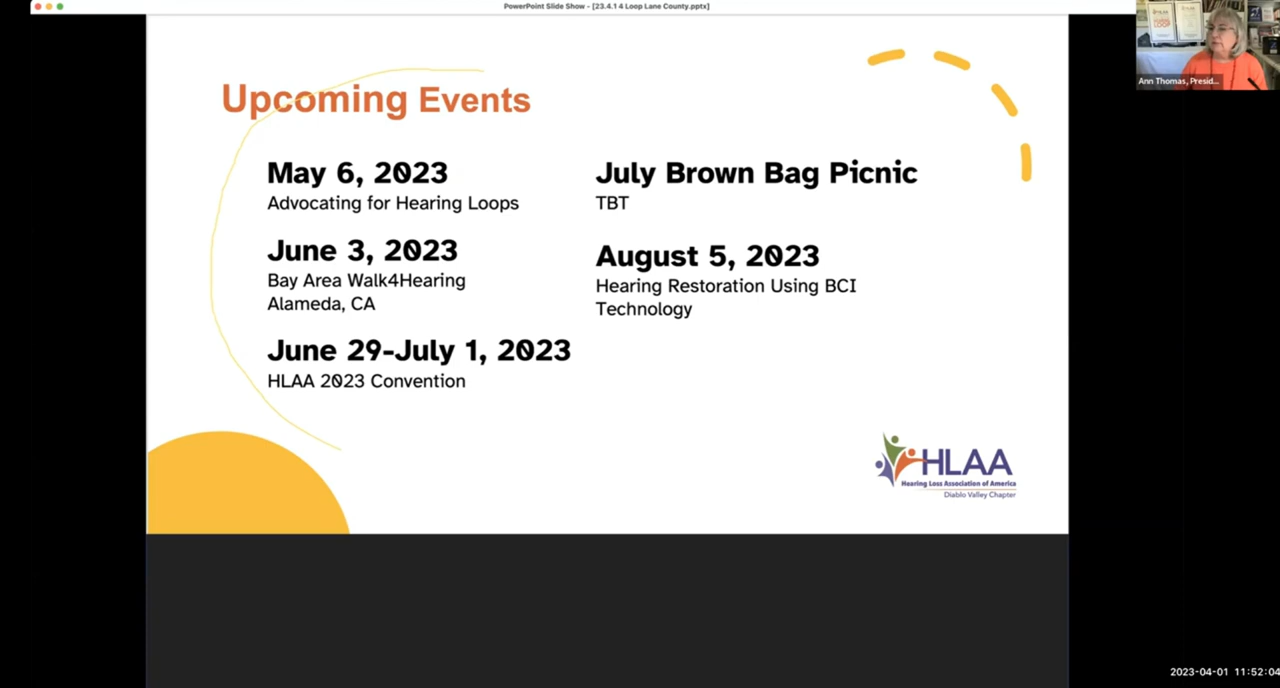 PowerPoint Slide Show - [23.4.1 4 Loop Lane County.pptx]
Ann Thomas, Presid...
Upcoming Events
May 6, 2023
Advocating for Hearing Loops
June 3, 2023
Bay Area Walk4Hearing
Alameda, CA
June 29-July 1, 2023
HLAA 2023 Convention
July Brown Bag Picnic
TBT
August 5, 2023
Hearing Restoration Using BCI
Technology
HLAA
Hearing Loss Association of America
Diablo Valley Chapter
2023-04-01 11:52:04